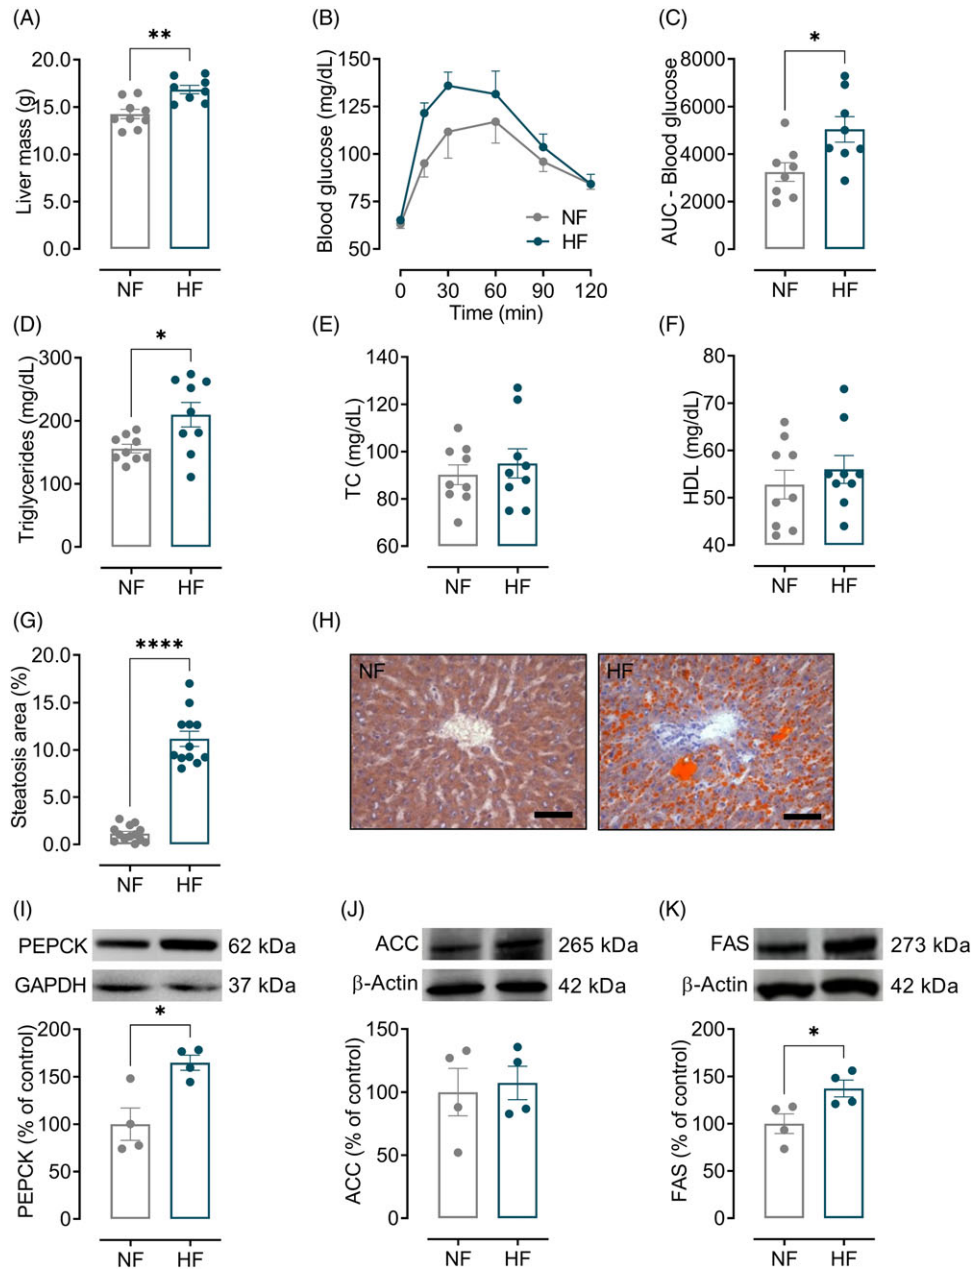 (A)
**
Liver mass (g)
20.0
15.0
10.0
5.0
0.0
NF HF
(B)
Blood glucose (mg/dL)
150
125
100
75
50
NF
HF
0 30 60 90 120
Time (min)
(C)
*
AUC - Blood glucose
8000
6000
4000
2000
0
NF HF
(D)
*
Triglycerides (mg/dL)
300
200
100
0
NF HF
(E)
TC (mg/dL)
140
120
100
80
60
NF HF
(F)
HDL (mg/dL)
80
70
60
50
40
NF HF
(G)
****
Steatosis area (%)
20.0
15.0
10.0
5.0
0.0
NF HF
(H)
NF
HF
(I)
PEPCK 62 kDa
GAPDH 37 kDa
*
PEPCK (% of control)
200
150
100
50
0
NF HF
(J)
ACC 265 kDa
β-Actin 42 kDa
ACC (% of control)
150
100
50
0
NF HF
(K)
FAS 273 kDa
β-Actin 42 kDa
*
FAS (% of control)
200
150
100
50
0
NF HF